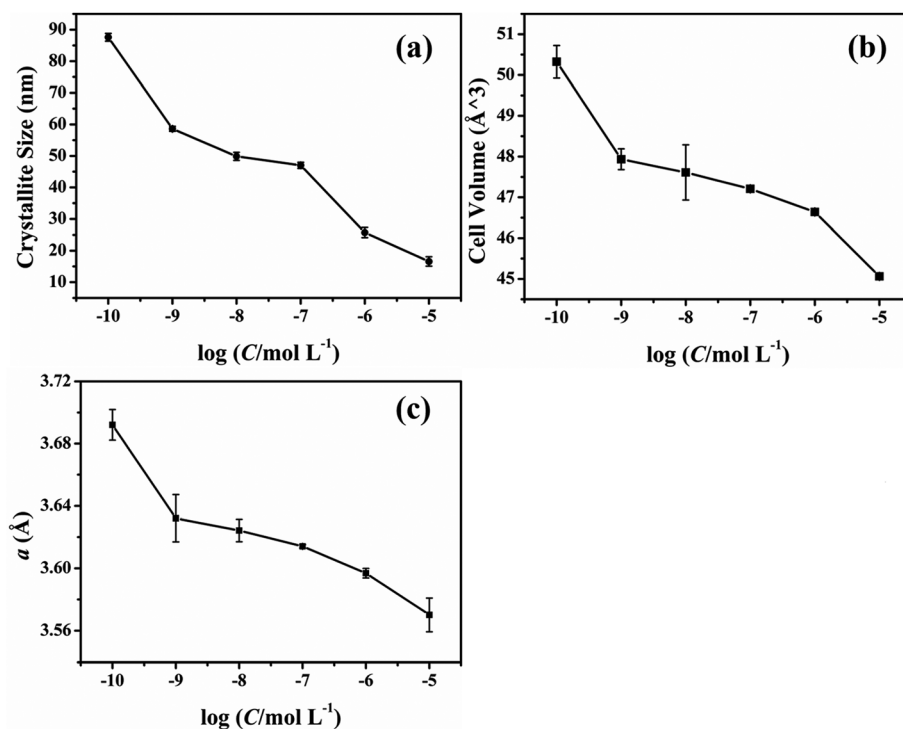 (a)
90
80
70
60
50
40
30
20
10
Crystallite Size (nm)
-10 -9 -8 -7 -6 -5
log (C/mol L⁻¹)
(b)
51
50
49
48
47
46
45
Cell Volume (Å^3)
-10 -9 -8 -7 -6 -5
log (C/mol L⁻¹)
(c)
3.72
3.68
3.64
3.60
3.56
a (Å)
-10 -9 -8 -7 -6 -5
log (C/mol L⁻¹)